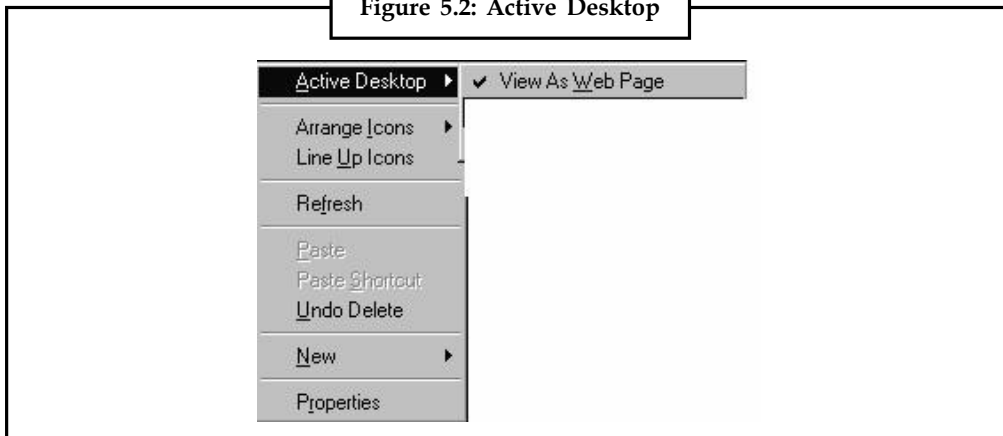 Figure 5.2: Active Desktop
Active Desktop
View As Web Page
Arrange Icons
Line Up Icons
Refresh
Paste
Paste Shortcut
Undo Delete
New
Properties